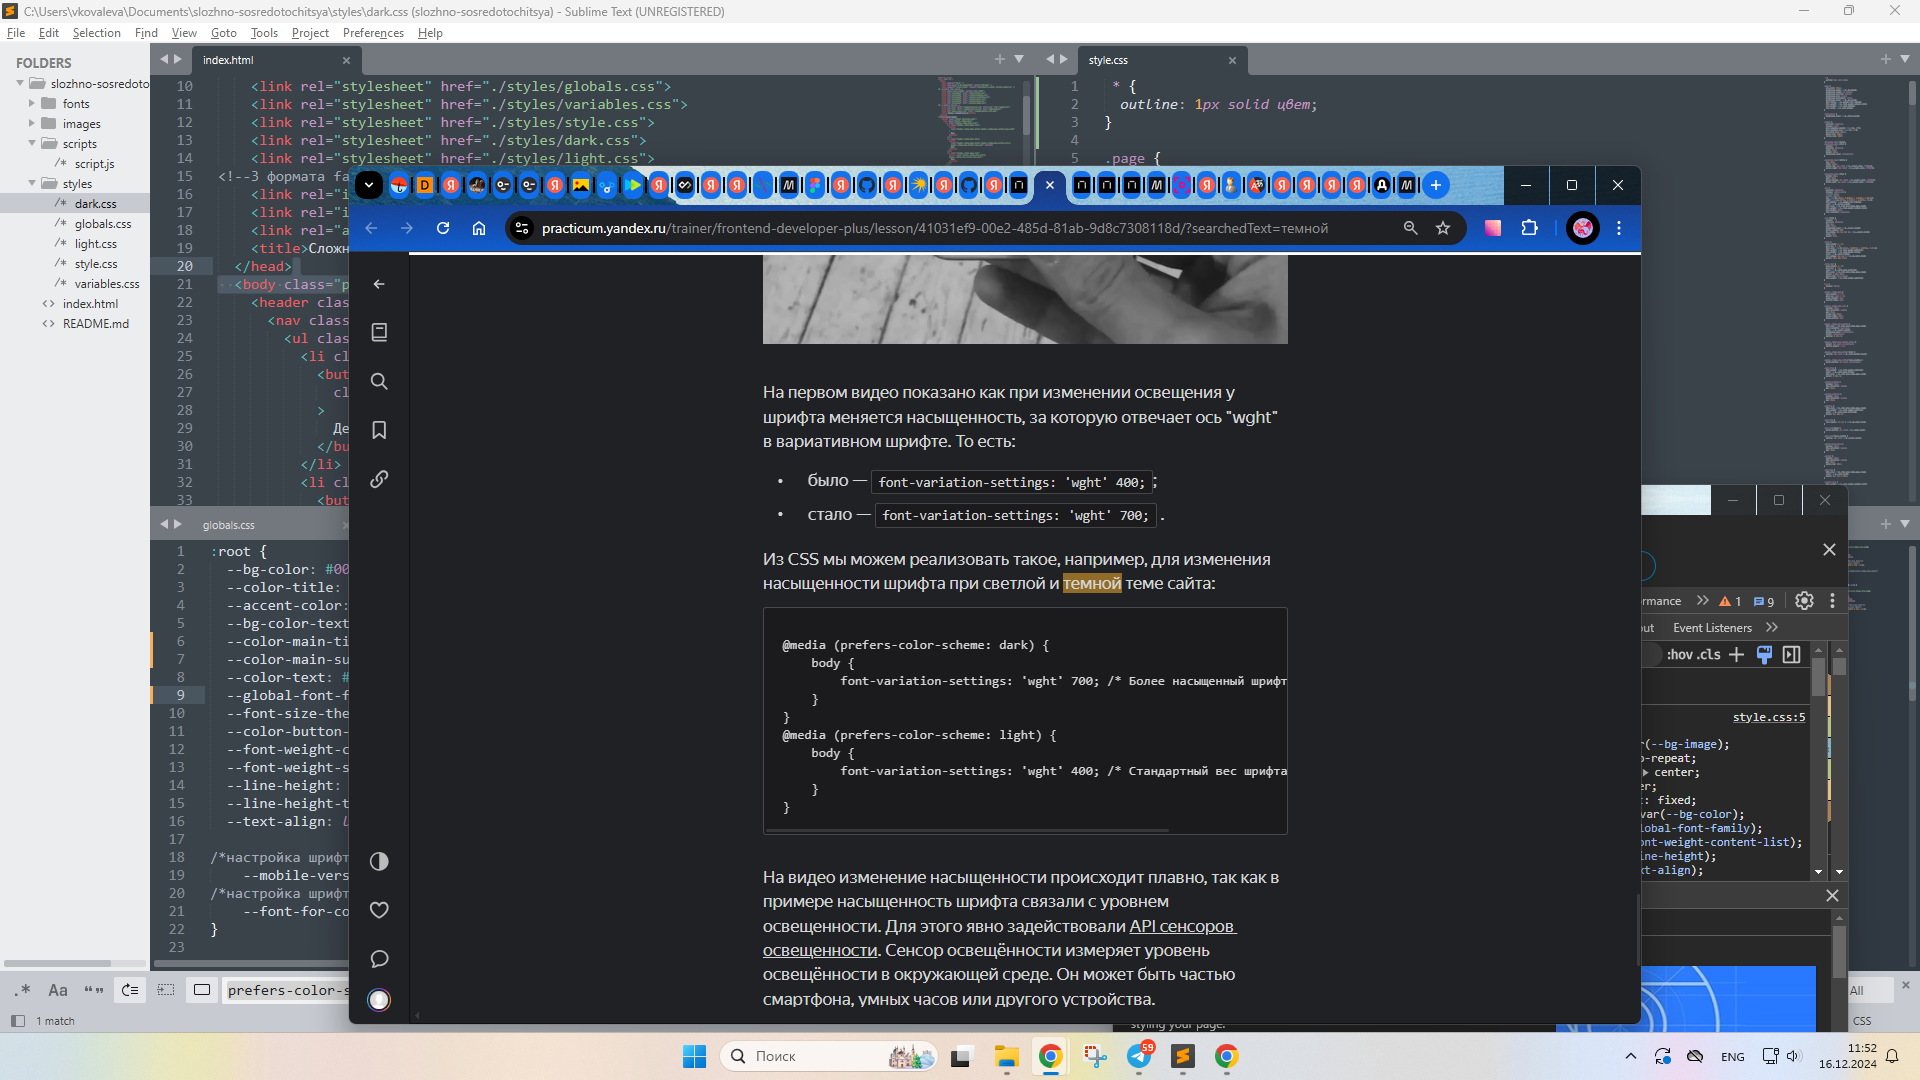 C:\Users\vkovaleva\Documents\slozhno-sosredotochitsya\styles\dark.css (slozhno-sosredotochitsya) - Sublime Text (UNREGISTERED)
File Edit Selection Find View Goto Tools Project Preferences Help
FOLDERS
slozhno-sosredoto
fonts
images
scripts
script.js
styles
dark.css
globals.css
light.css
style.css
variables.css
index.html
README.md
index.html
10 <link rel="stylesheet" href="./styles/globals.css">
11 <link rel="stylesheet" href="./styles/variables.css">
12 <link rel="stylesheet" href="./styles/style.css">
13 <link rel="stylesheet" href="./styles/dark.css">
14 <link rel="stylesheet" href="./styles/light.css">
15 <!--3 формата fa
16 <link rel="i
17 <link rel="i
18 <link rel="a
19 <title>Сложн
20 </head>
21 <body class="p
22 <header clas
23 <nav class
24 <ul clas
25 <li cl
26 <but
27 cl
28 >
29 Де
30 </bu
31 </li>
32 <li cl
33 <but
style.css
1 * {
2 outline: 1px solid цвет;
3 }
4
5 .page {
globals.css
1 :root {
2 --bg-color: #00
3 --color-title:
4 --accent-color:
5 --bg-color-text
6 --color-main-ti
7 --color-main-su
8 --color-text: #
9 --global-font-f
10 --font-size-the
11 --color-button-
12 --font-weight-c
13 --font-weight-s
14 --line-height:
15 --line-height-t
16 --text-align: l
17
18 /*настройка шрифт
19 --mobile-vers
20 /*настройка шрифт
21 --font-for-co
22 }
23
prefers-color-s
1 match
practicum.yandex.ru/trainer/frontend-developer-plus/lesson/41031ef9-00e2-485d-81ab-9d8c7308118d/?searchedText=темной
На первом видео показано как при изменении освещения у
шрифта меняется насыщенность, за которую отвечает ось "wght"
в вариативном шрифте. То есть:
• было — font-variation-settings: 'wght' 400; ;
• стало — font-variation-settings: 'wght' 700; .
Из CSS мы можем реализовать такое, например, для изменения
насыщенности шрифта при светлой и темной теме сайта:
@media (prefers-color-scheme: dark) {
body {
font-variation-settings: 'wght' 700; /* Более насыщенный шрифт
}
}
@media (prefers-color-scheme: light) {
body {
font-variation-settings: 'wght' 400; /* Стандартный вес шрифта
}
}
На видео изменение насыщенности происходит плавно, так как в
примере насыщенность шрифта связали с уровнем
освещенности. Для этого явно задействовали API сенсоров
освещенности. Сенсор освещённости измеряет уровень
освещённости в окружающей среде. Он может быть частью
смартфона, умных часов или другого устройства.
rmance 1 9
out Event Listeners
:hov .cls
style.css:5
r(--bg-image);
o-repeat;
center;
er;
t: fixed;
var(--bg-color);
lobal-font-family);
ont-weight-content-list);
ine-height);
xt-align);
styling your page.
All
CSS
Поиск
59
ENG
11:52
16.12.2024